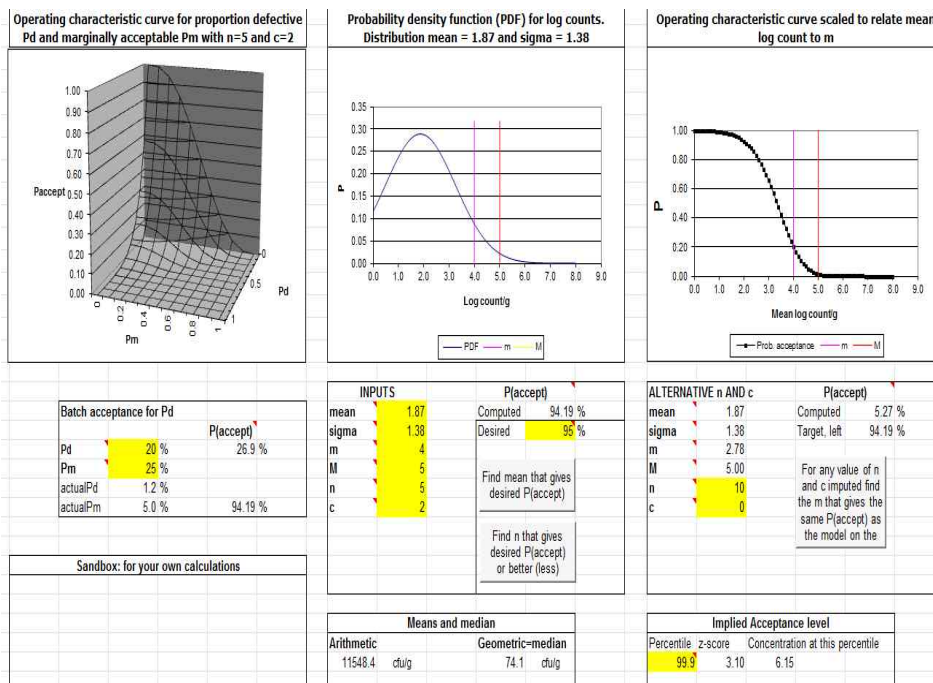 Operating characteristic curve for proportion defective
Pd and marginally acceptable Pm with n=5 and c=2
1.00
0.90
0.80
0.70
0.60
Paccept 0.50
0.40
0.30
0.20
0.10
0.00
0
0.2
0.4
0.6
0.8
1
Pm
0
0.5
1
Pd
Probability density function (PDF) for log counts.
Distribution mean = 1.87 and sigma = 1.38
0.35
0.30
0.25
0.20
P
0.15
0.10
0.05
0.00
0.0 1.0 2.0 3.0 4.0 5.0 6.0 7.0 8.0 9.0
Log count/g
PDF m M
Operating characteristic curve scaled to relate mean
log count to m
1.00
0.80
0.60
P
0.40
0.20
0.00
0.0 1.0 2.0 3.0 4.0 5.0 6.0 7.0 8.0 9.0
Mean log count/g
Prob. acceptance m M
Batch acceptance for Pd
P(accept)
Pd 20 % 26.9 %
Pm 25 %
actualPd 1.2 %
actualPm 5.0 % 94.19 %
Sandbox: for your own calculations
INPUTS P(accept)
mean 1.87 Computed 94.19 %
sigma 1.38 Desired 95 %
m 4
M 5
n 5
c 2
Find mean that gives
desired P(accept)
Find n that gives
desired P(accept)
or better (less)
Means and median
Arithmetic Geometric=median
11548.4 cfu/g 74.1 cfu/g
ALTERNATIVE n AND c P(accept)
mean 1.87 Computed 5.27 %
sigma 1.38 Target, left 94.19 %
m 2.78
M 5.00
n 10
c 0
For any value of n
and c imputed find
the m that gives the
same P(accept) as
the model on the
Implied Acceptance level
Percentile z-score Concentration at this percentile
99.9 3.10 6.15